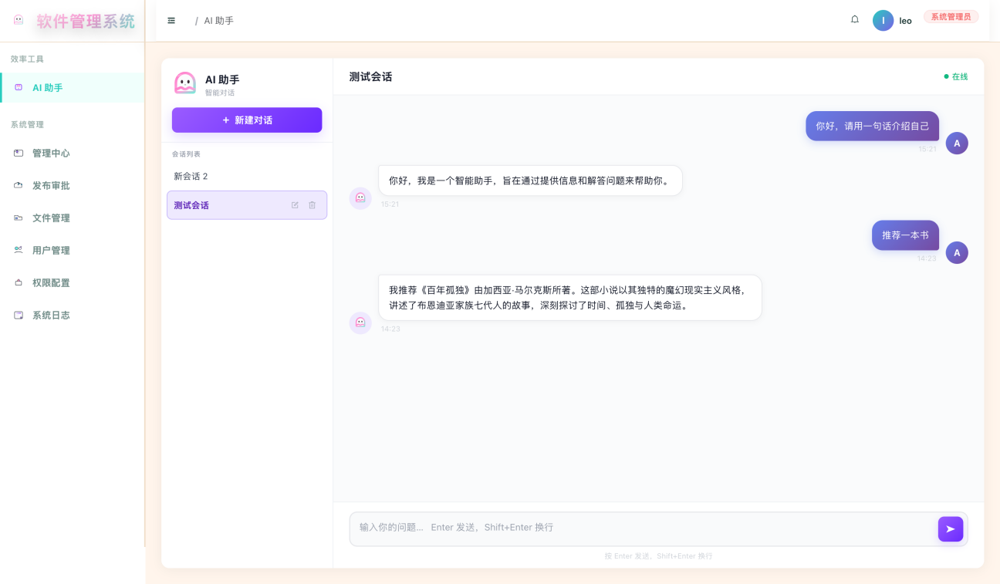 软件管理系统
效率工具
AI 助手
系统管理
管理中心
发布审批
文件管理
用户管理
权限配置
系统日志
/ AI 助手
l leo 系统管理员
AI 助手
智能对话
+ 新建对话
会话列表
新会话 2
测试会话
测试会话
在线
你好，请用一句话介绍自己
A
15:21
你好，我是一个智能助手，旨在通过提供信息和解答问题来帮助你。
15:21
推荐一本书
A
14:23
我推荐《百年孤独》由加西亚·马尔克斯所著。这部小说以其独特的魔幻现实主义风格，
讲述了布恩迪亚家族七代人的故事，深刻探讨了时间、孤独与人类命运。
14:23
输入你的问题... Enter 发送，Shift+Enter 换行
按 Enter 发送，Shift+Enter 换行